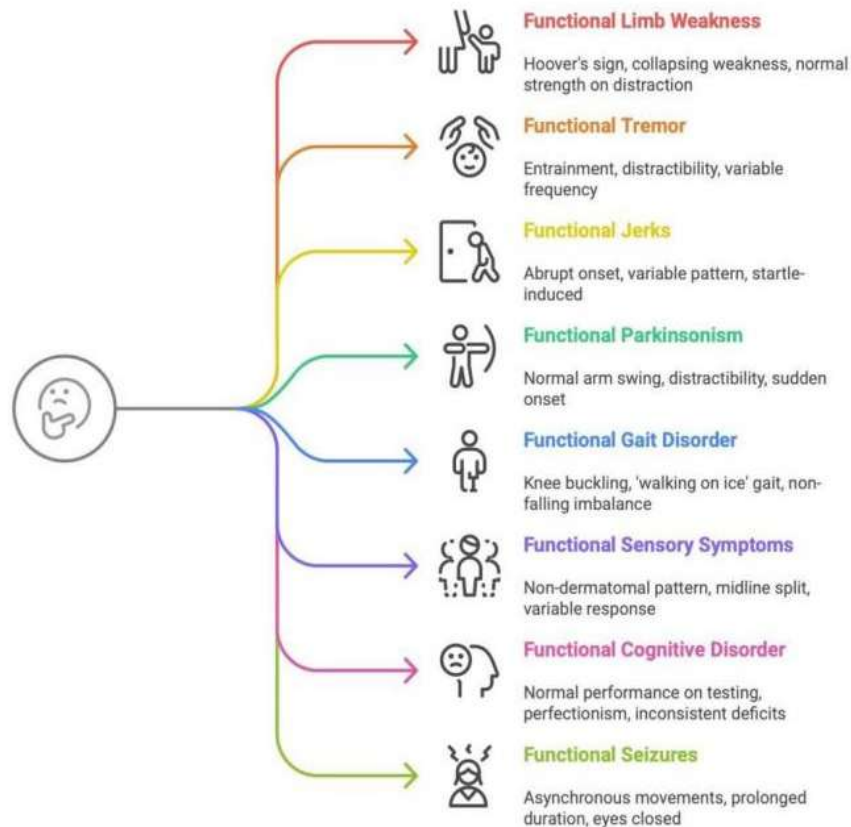 Functional Limb Weakness
Hoover's sign, collapsing weakness, normal
strength on distraction
Functional Tremor
Entrainment, distractibility, variable
frequency
Functional Jerks
Abrupt onset, variable pattern, startle-
induced
Functional Parkinsonism
Normal arm swing, distractibility, sudden
onset
Functional Gait Disorder
Knee buckling, 'walking on ice' gait, non-
falling imbalance
Functional Sensory Symptoms
Non-dermatomal pattern, midline split,
variable response
Functional Cognitive Disorder
Normal performance on testing,
perfectionism, inconsistent deficits
Functional Seizures
Asynchronous movements, prolonged
duration, eyes closed